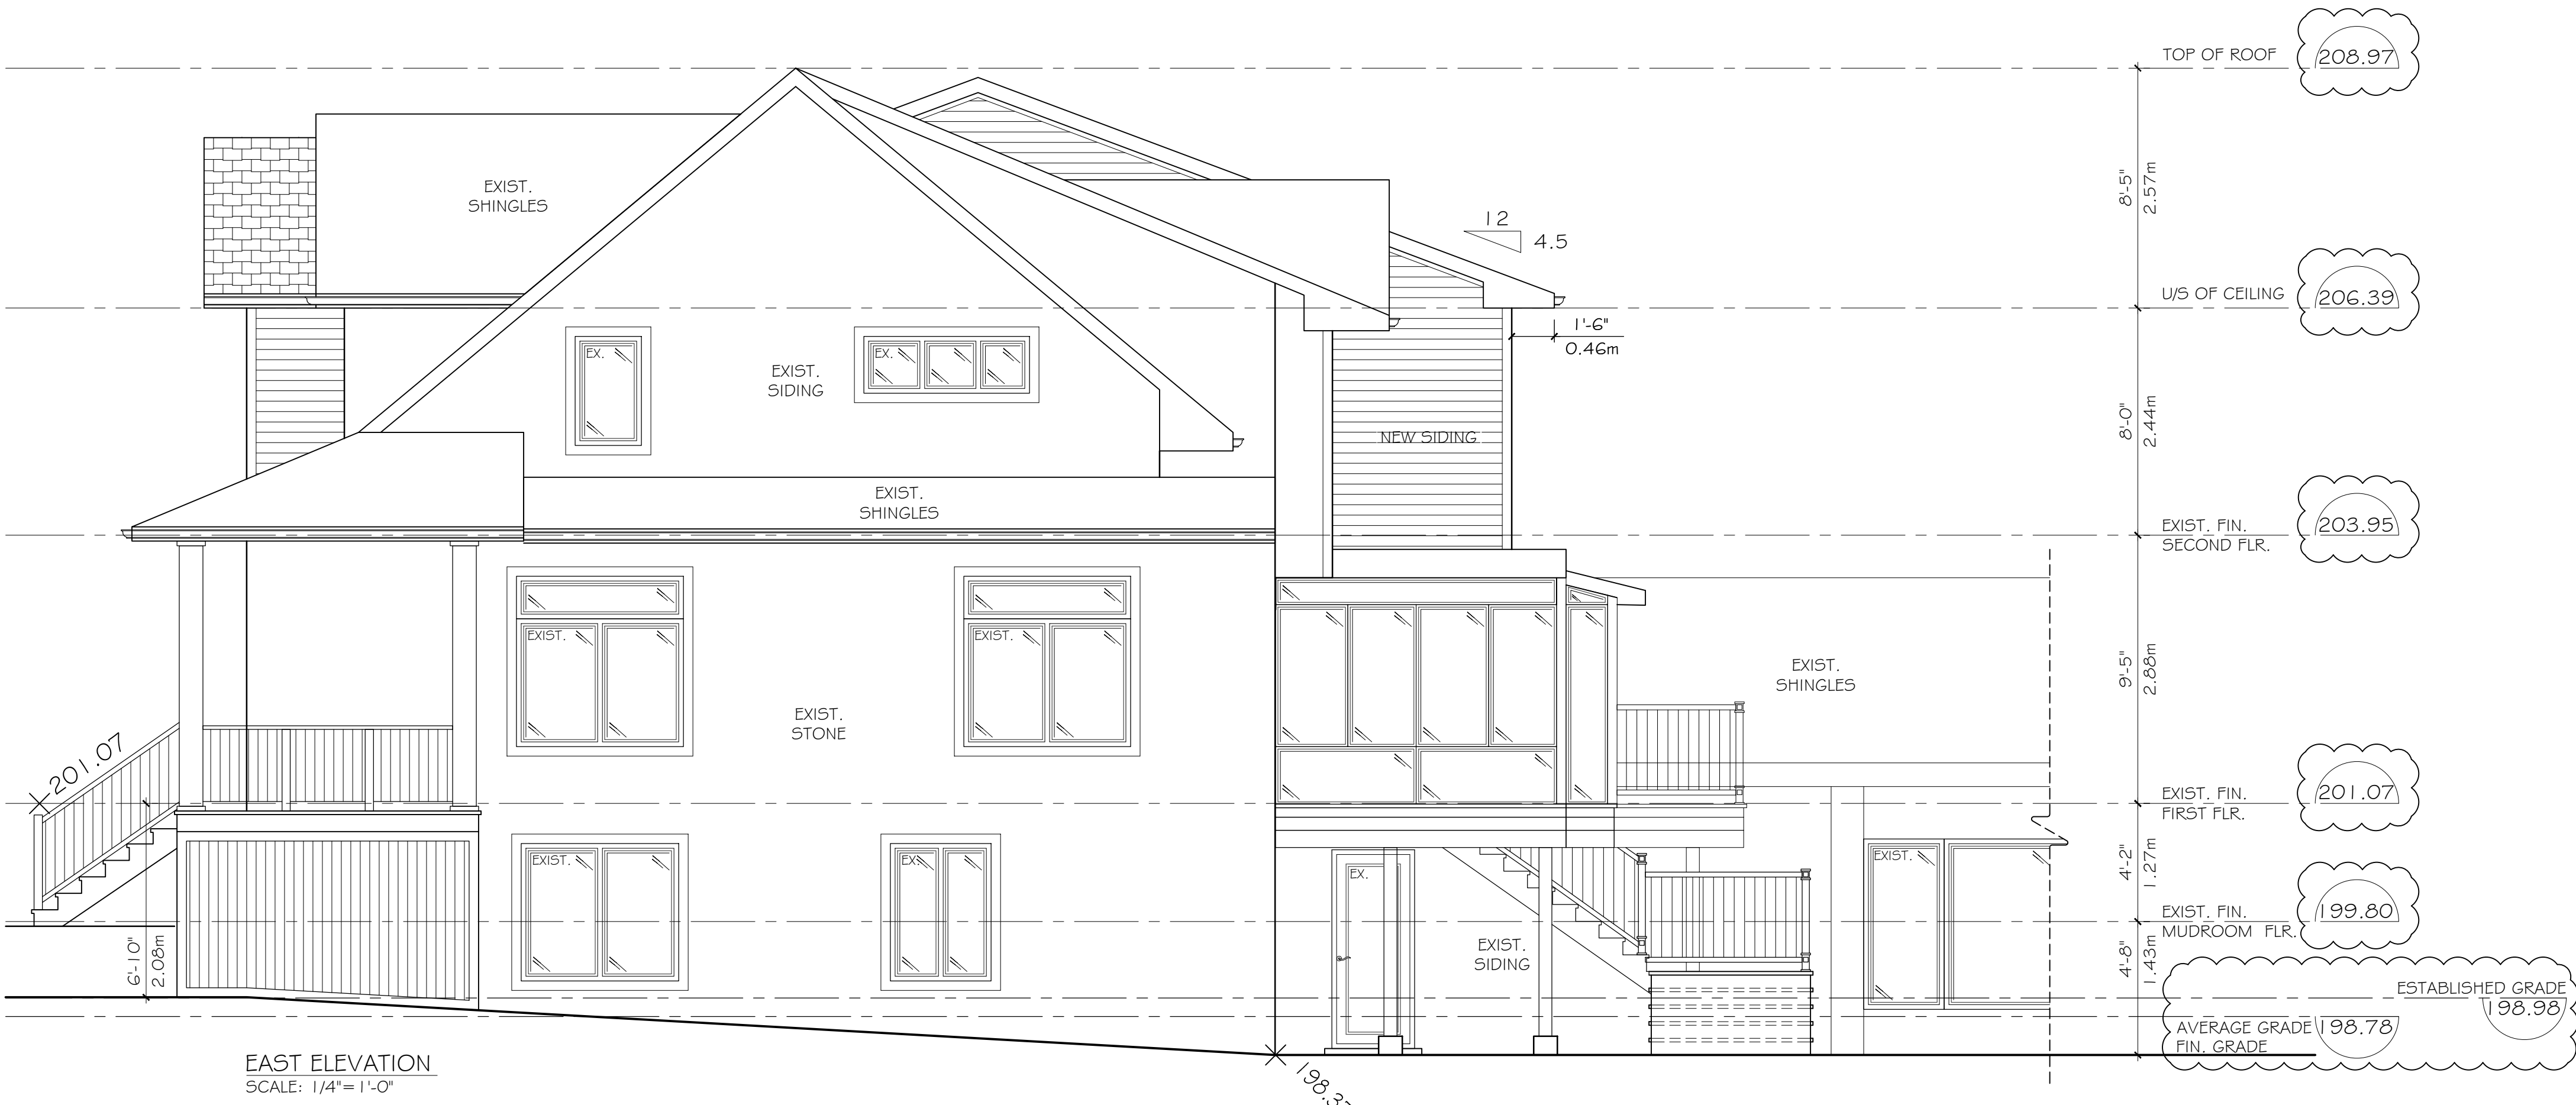 TOP OF ROOF
208.97
8'-5"
2.57m
EXIST.
SHINGLES
12
4.5
U/S OF CEILING
206.39
1'-6"
0.46m
EX.
EX.
EXIST.
SIDING
8'-0"
2.44m
NEW SIDING
EXIST.
SHINGLES
EXIST. FIN.
SECOND FLR.
203.95
EXIST.
EXIST.
EXIST.
STONE
EXIST.
SHINGLES
9'-5"
2.88m
201.07
EXIST. FIN.
FIRST FLR.
201.07
EXIST.
EX.
EX.
EXIST.
4'-2"
1.27m
EXIST. FIN.
MUDROOM FLR.
199.80
EXIST.
SIDING
6'-10"
2.08m
4'-8"
1.43m
ESTABLISHED GRADE
198.98
AVERAGE GRADE
198.78
FIN. GRADE
EAST ELEVATION
SCALE: 1/4"=1'-0"